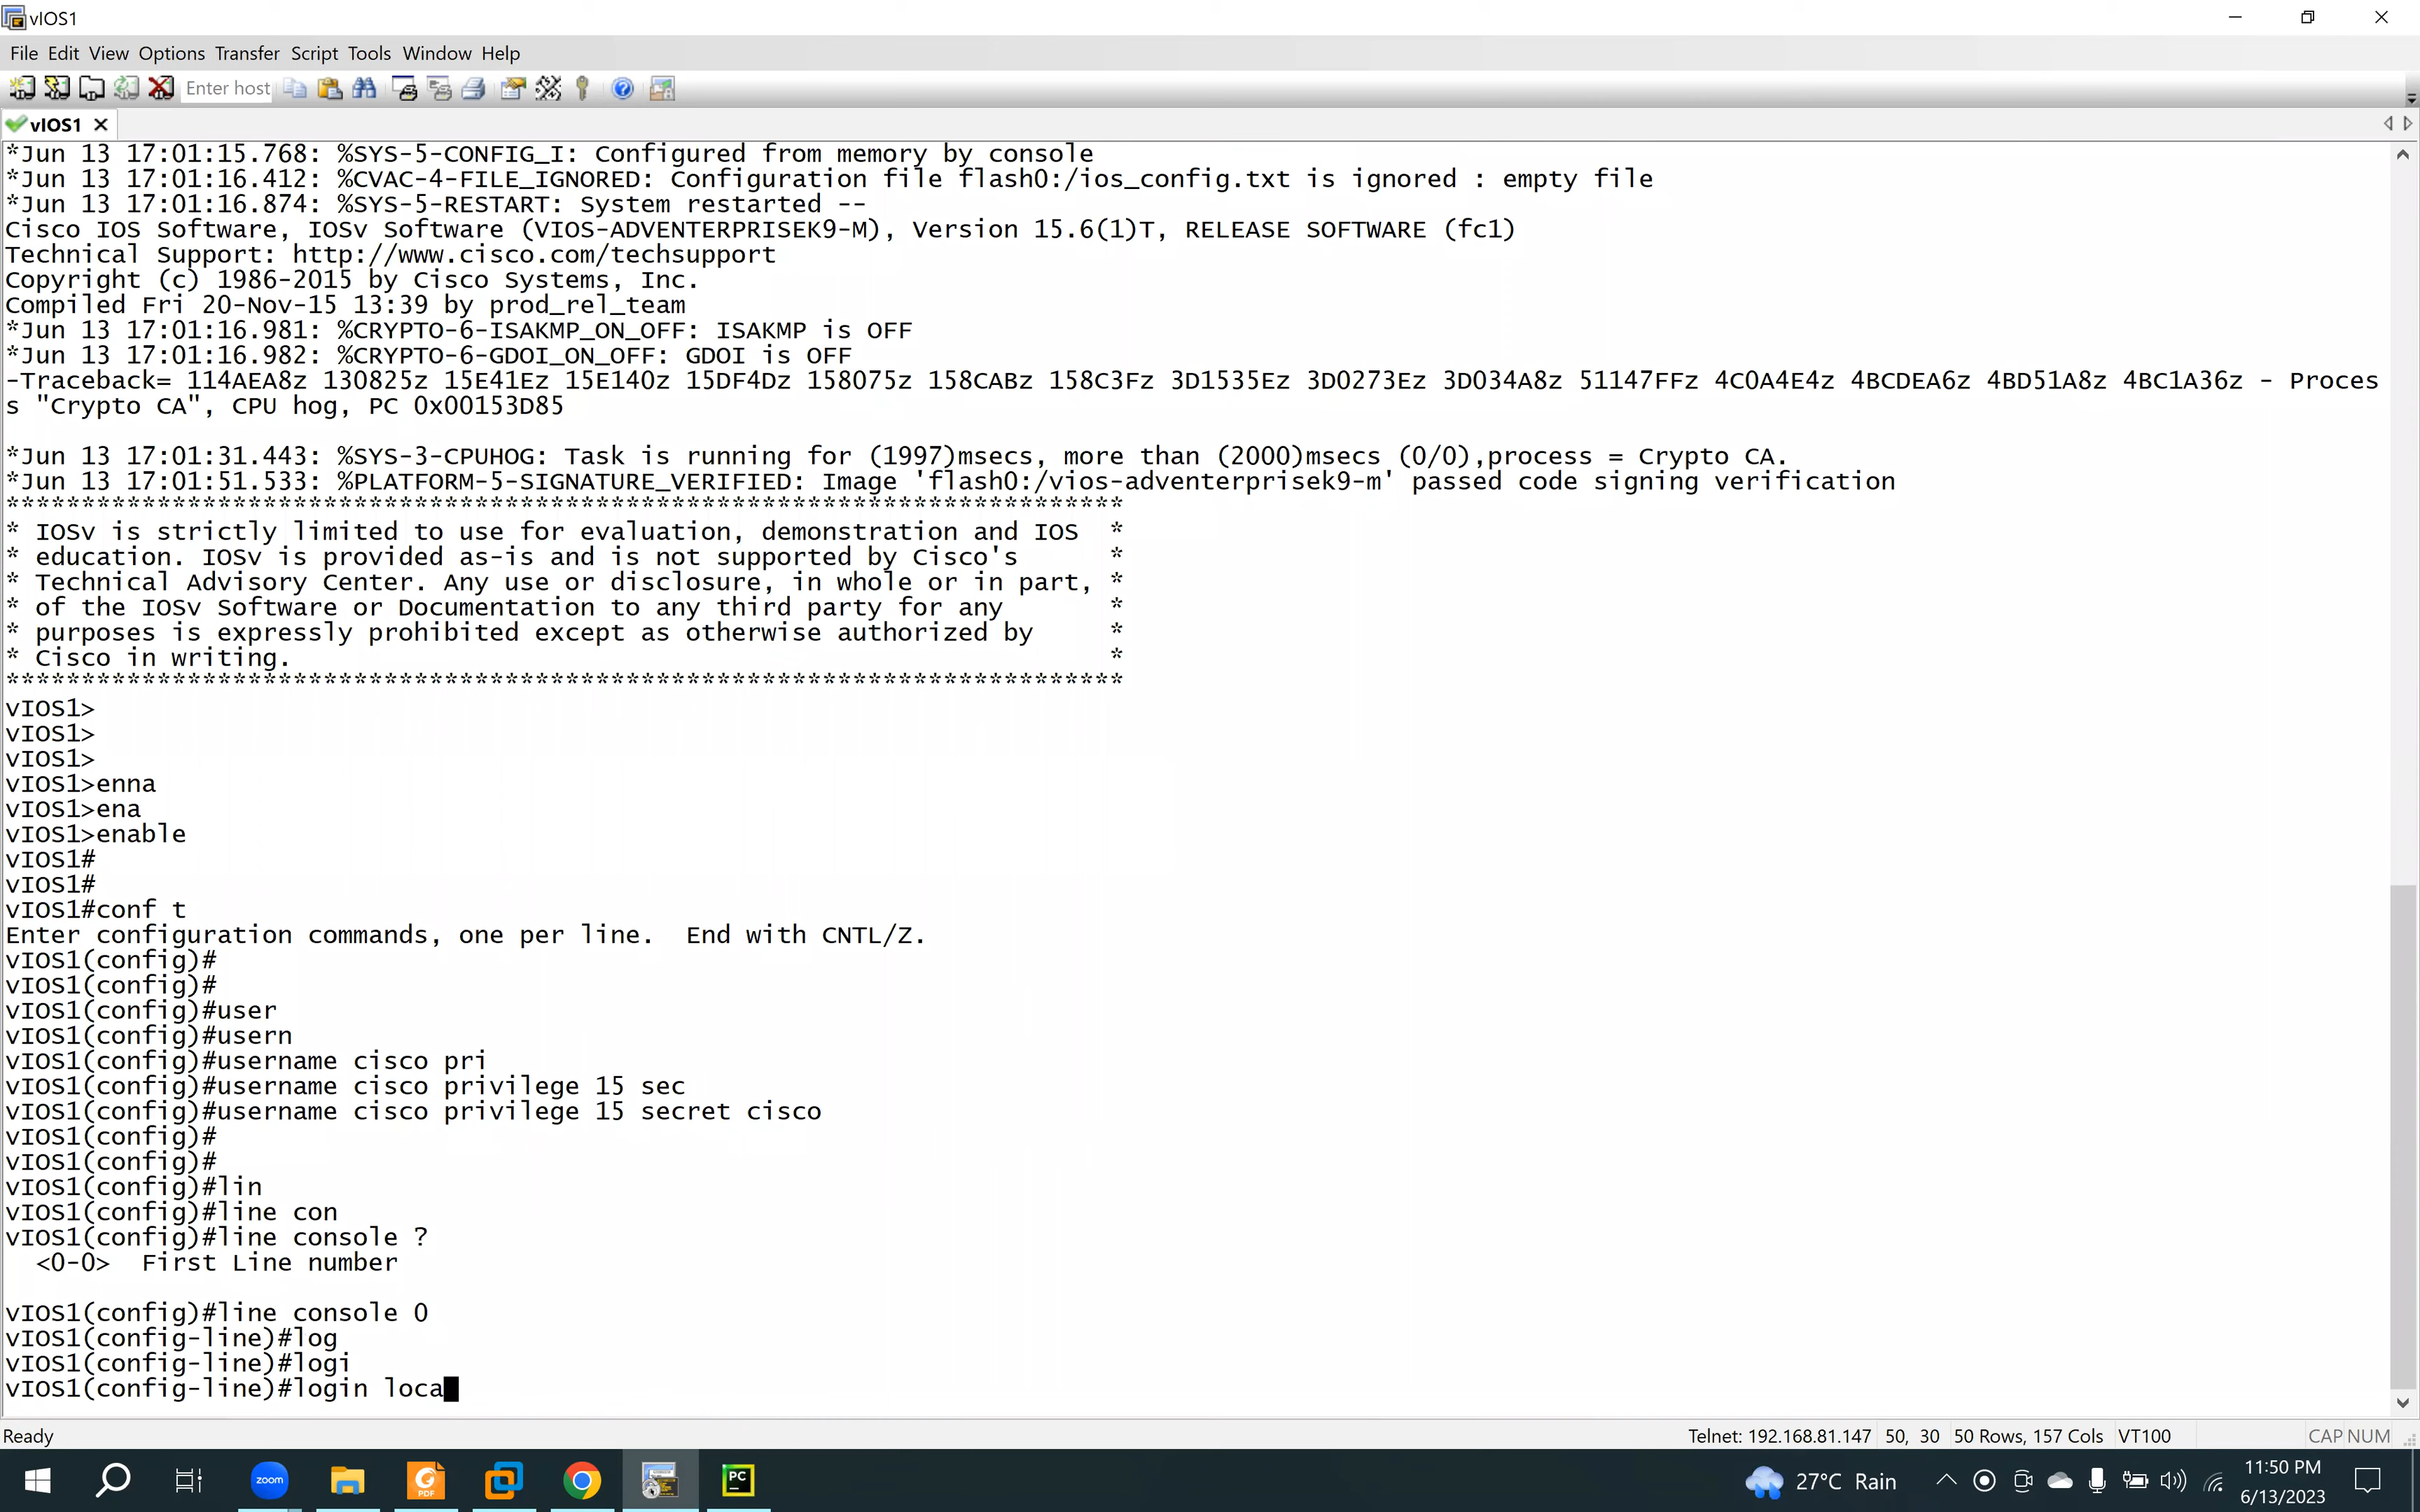 vIOS1
File Edit View Options Transfer Script Tools Window Help
Enter host
vIOS1
*Jun 13 17:01:15.768: %SYS-5-CONFIG_I: Configured from memory by console
*Jun 13 17:01:16.412: %CVAC-4-FILE_IGNORED: Configuration file flash0:/ios_config.txt is ignored : empty file
*Jun 13 17:01:16.874: %SYS-5-RESTART: System restarted --
Cisco IOS Software, IOSv Software (VIOS-ADVENTERPRISEK9-M), Version 15.6(1)T, RELEASE SOFTWARE (fc1)
Technical Support: http://www.cisco.com/techsupport
Copyright (c) 1986-2015 by Cisco Systems, Inc.
Compiled Fri 20-Nov-15 13:39 by prod_rel_team
*Jun 13 17:01:16.981: %CRYPTO-6-ISAKMP_ON_OFF: ISAKMP is OFF
*Jun 13 17:01:16.982: %CRYPTO-6-GDOI_ON_OFF: GDOI is OFF
-Traceback= 114AEA8z 130825z 15E41Ez 15E140z 15DF4Dz 158075z 158CABz 158C3Fz 3D1535Ez 3D0273Ez 3D034A8z 51147FFz 4C0A4E4z 4BCDEA6z 4BD51A8z 4BC1A36z - Proces
s "Crypto CA", CPU hog, PC 0x00153D85
*Jun 13 17:01:31.443: %SYS-3-CPUHOG: Task is running for (1997)msecs, more than (2000)msecs (0/0),process = Crypto CA.
*Jun 13 17:01:51.533: %PLATFORM-5-SIGNATURE_VERIFIED: Image 'flash0:/vios-adventerprisek9-m' passed code signing verification
**************************************************************************
* IOSv is strictly limited to use for evaluation, demonstration and IOS  *
* education. IOSv is provided as-is and is not supported by Cisco's      *
* Technical Advisory Center. Any use or disclosure, in whole or in part, *
* of the IOSv Software or Documentation to any third party for any       *
* purposes is expressly prohibited except as otherwise authorized by     *
* Cisco in writing.                                                      *
**************************************************************************
vIOS1>
vIOS1>
vIOS1>
vIOS1>enna
vIOS1>ena
vIOS1>enable
vIOS1#
vIOS1#
vIOS1#conf t
Enter configuration commands, one per line.  End with CNTL/Z.
vIOS1(config)#
vIOS1(config)#
vIOS1(config)#user
vIOS1(config)#usern
vIOS1(config)#username cisco pri
vIOS1(config)#username cisco privilege 15 sec
vIOS1(config)#username cisco privilege 15 secret cisco
vIOS1(config)#
vIOS1(config)#
vIOS1(config)#lin
vIOS1(config)#line con
vIOS1(config)#line console ?
  <0-0>  First Line number
vIOS1(config)#line console 0
vIOS1(config-line)#log
vIOS1(config-line)#logi
vIOS1(config-line)#login loca
Ready
Telnet: 192.168.81.147 50, 30 50 Rows, 157 Cols VT100 CAP NUM
zoom
PDF
PC
27°C Rain
11:50 PM
6/13/2023